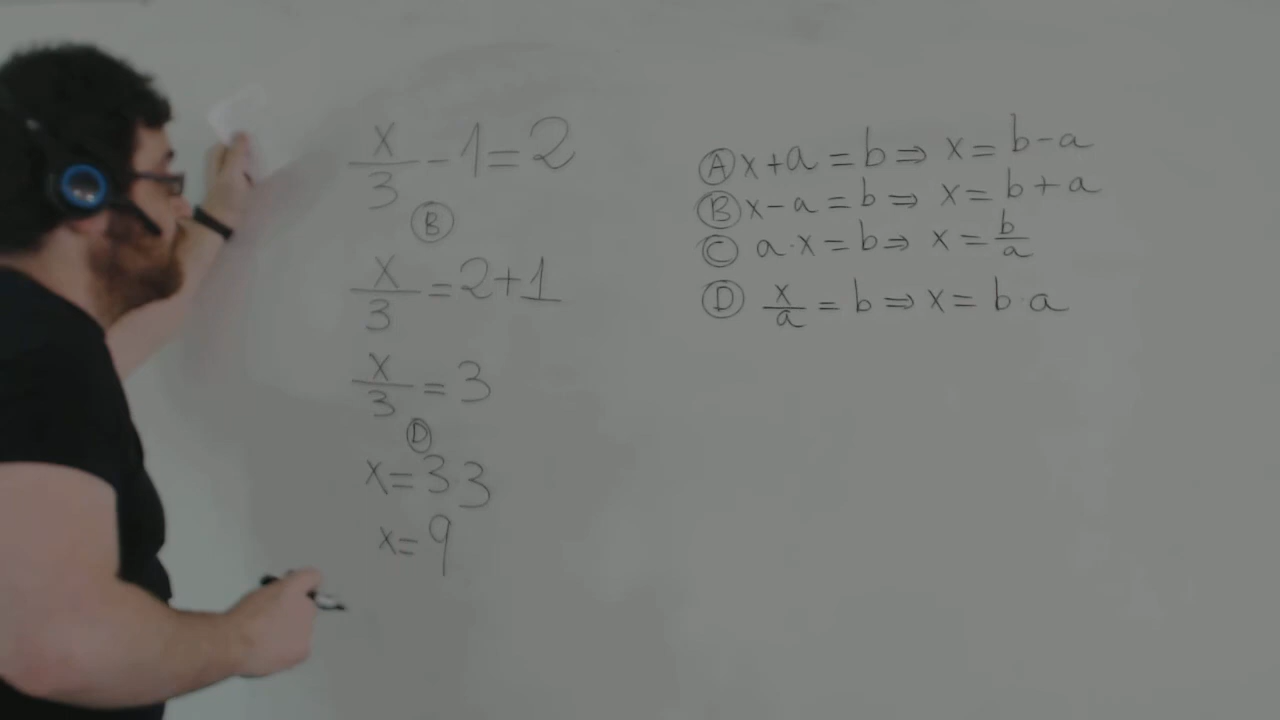 x/3 - 1 = 2
Ⓑ
x/3 = 2+1
x/3 = 3
Ⓓ
x = 3 3
x = 9
Ⓐ x + a = b ⇒ x = b - a
Ⓑ x - a = b ⇒ x = b + a
Ⓒ a · x = b ⇒ x = b/a
Ⓓ x/a = b ⇒ x = b · a